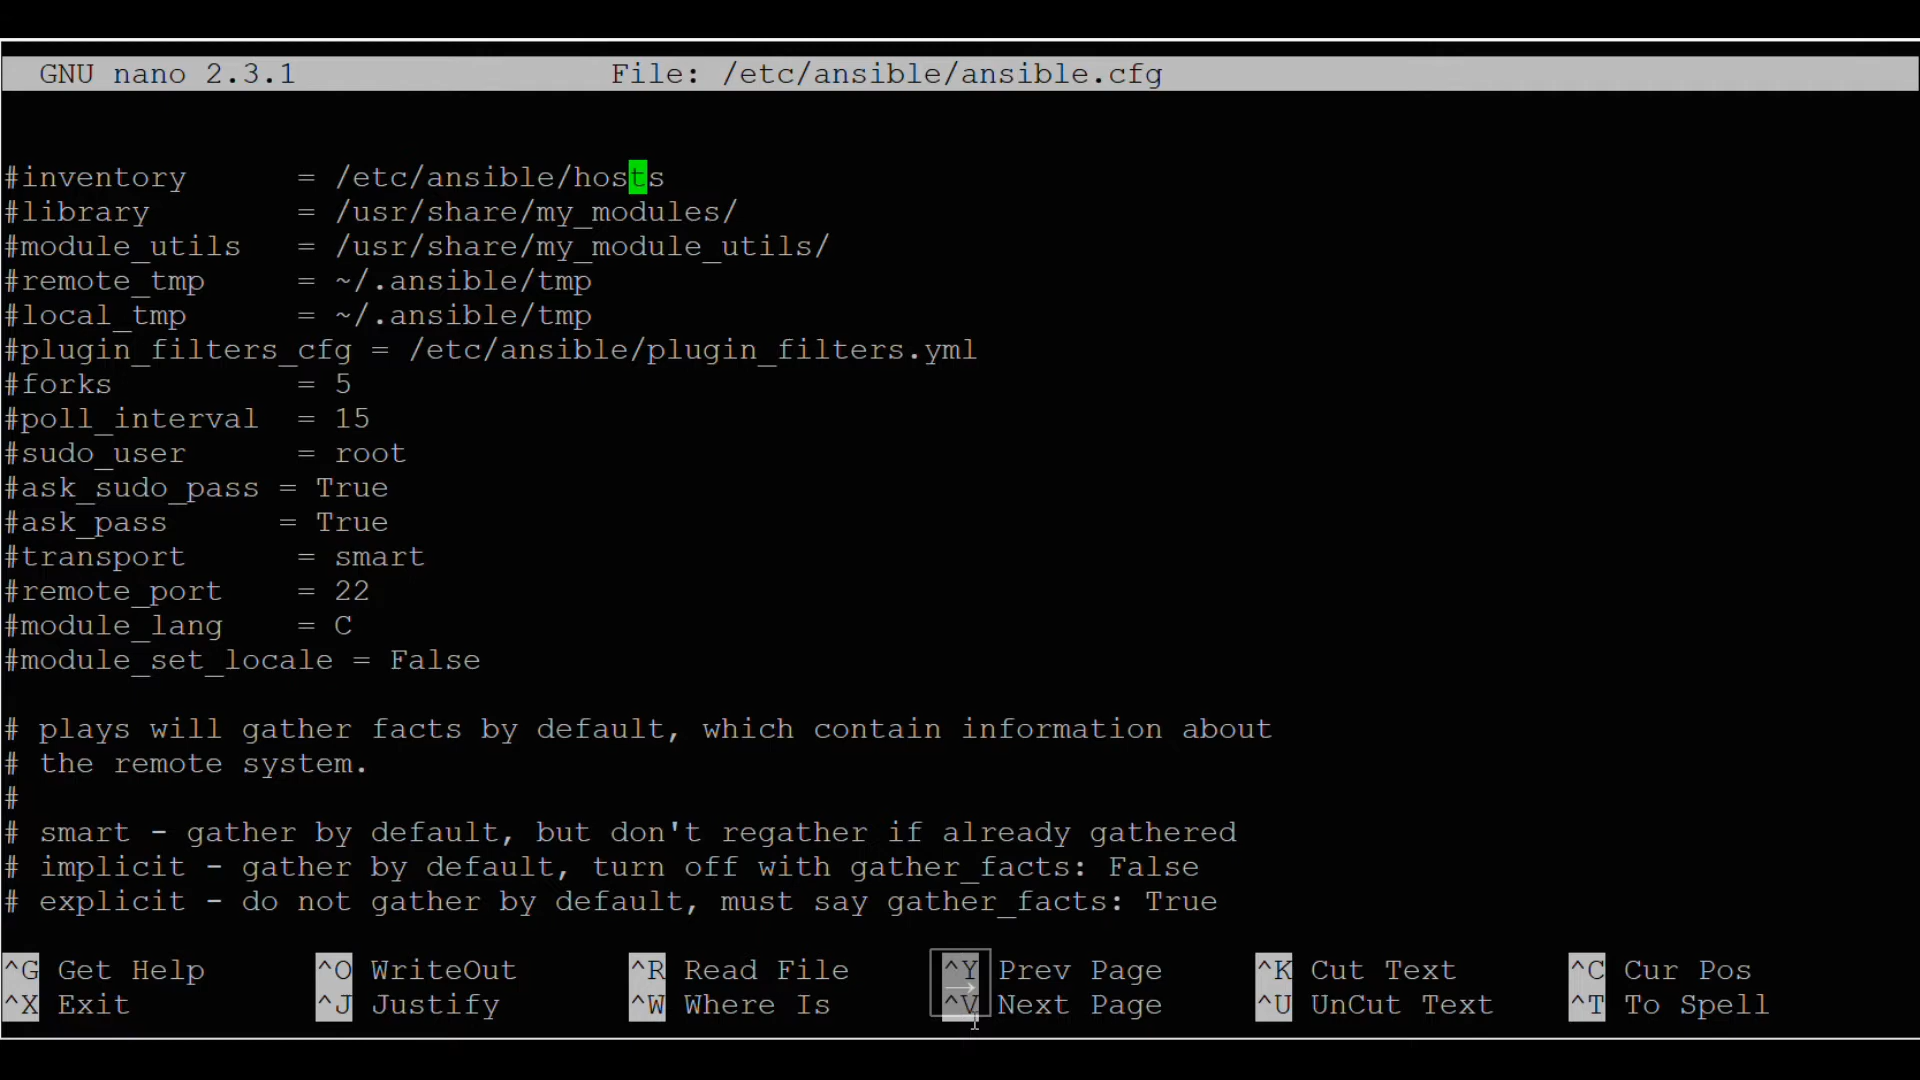 GNU nano 2.3.1 File: /etc/ansible/ansible.cfg
#inventory      = /etc/ansible/hosts
#library        = /usr/share/my_modules/
#module_utils   = /usr/share/my_module_utils/
#remote_tmp     = ~/.ansible/tmp
#local_tmp      = ~/.ansible/tmp
#plugin_filters_cfg = /etc/ansible/plugin_filters.yml
#forks          = 5
#poll_interval  = 15
#sudo_user      = root
#ask_sudo_pass = True
#ask_pass      = True
#transport      = smart
#remote_port    = 22
#module_lang    = C
#module_set_locale = False
# plays will gather facts by default, which contain information about
# the remote system.
#
# smart - gather by default, but don't regather if already gathered
# implicit - gather by default, turn off with gather_facts: False
# explicit - do not gather by default, must say gather_facts: True
^G Get Help ^O WriteOut ^R Read File ^Y Prev Page ^K Cut Text ^C Cur Pos
^X Exit ^J Justify ^W Where Is ^V Next Page ^U UnCut Text ^T To Spell